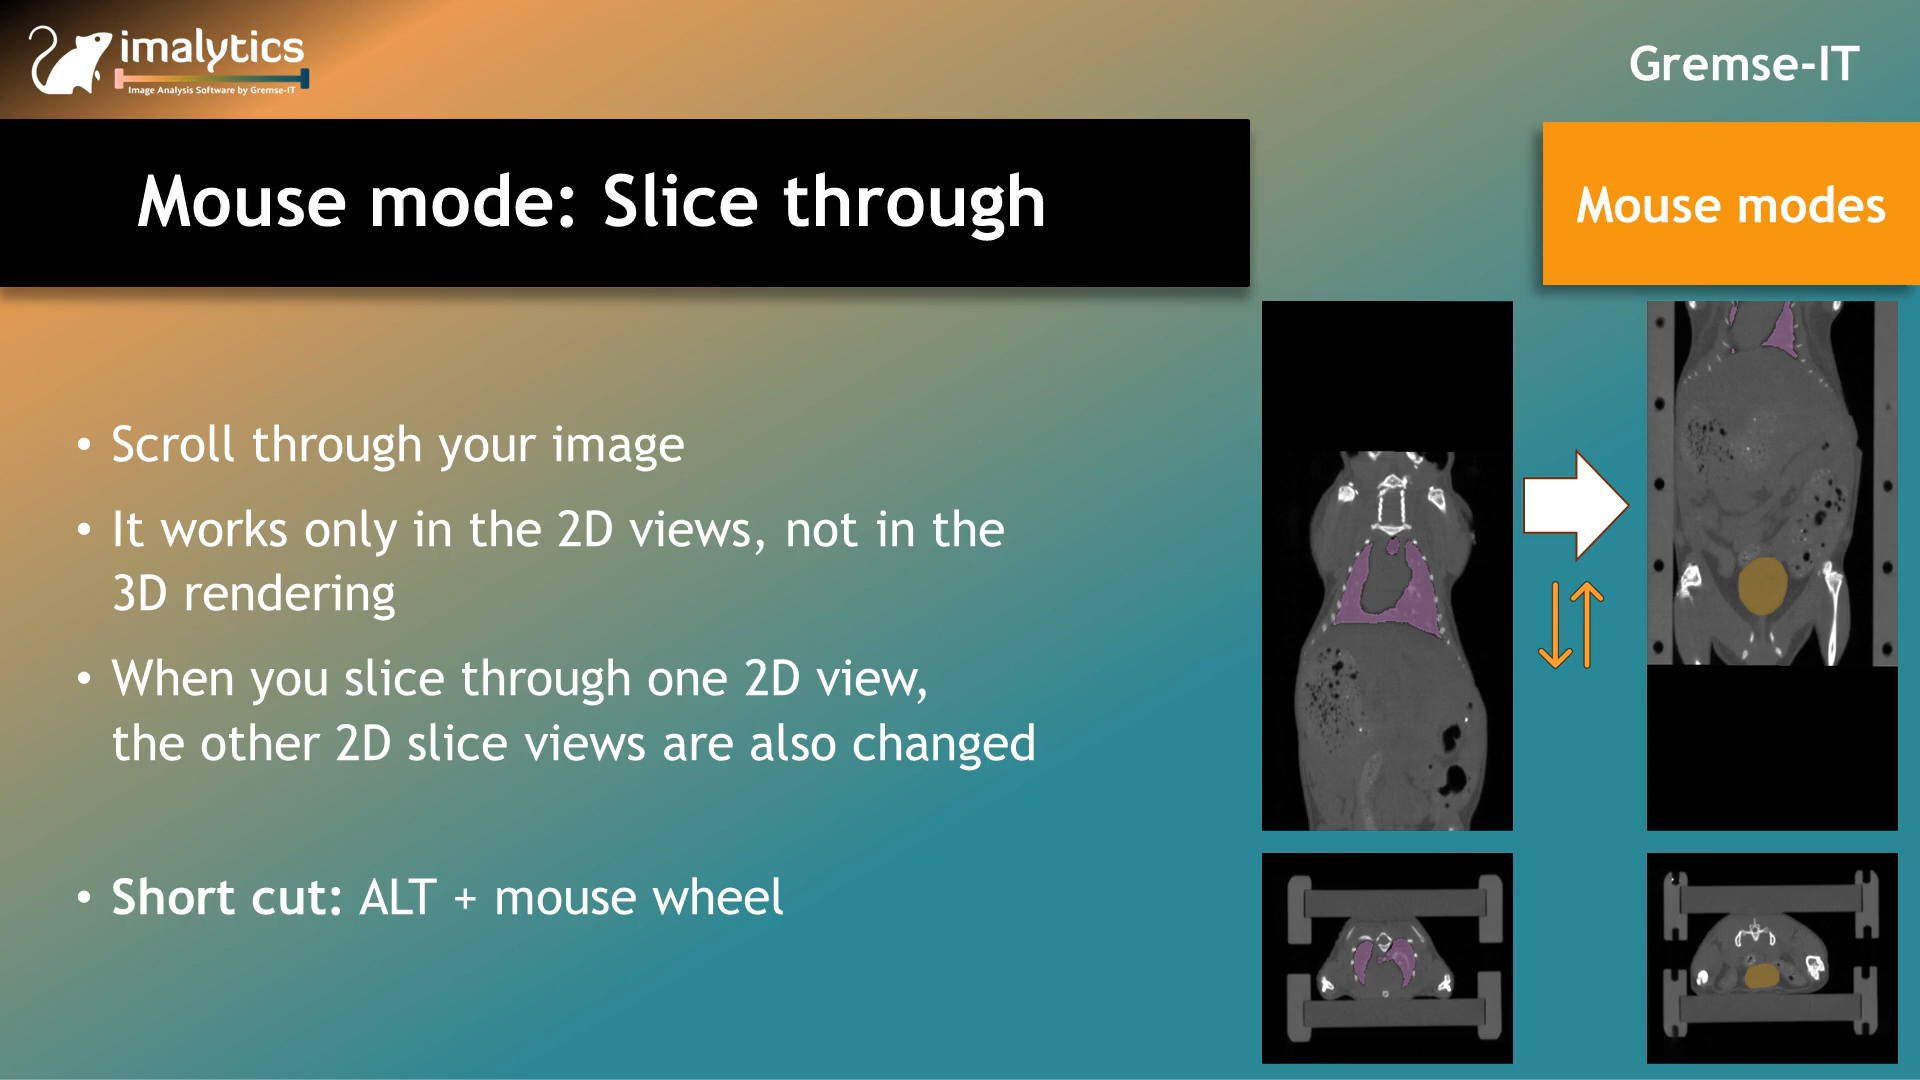 imalytics
Image Analysis Software by Gremse-IT
Gremse-IT
Mouse mode: Slice through
Mouse modes
• Scroll through your image
• It works only in the 2D views, not in the
3D rendering
• When you slice through one 2D view,
the other 2D slice views are also changed
• Short cut: ALT + mouse wheel